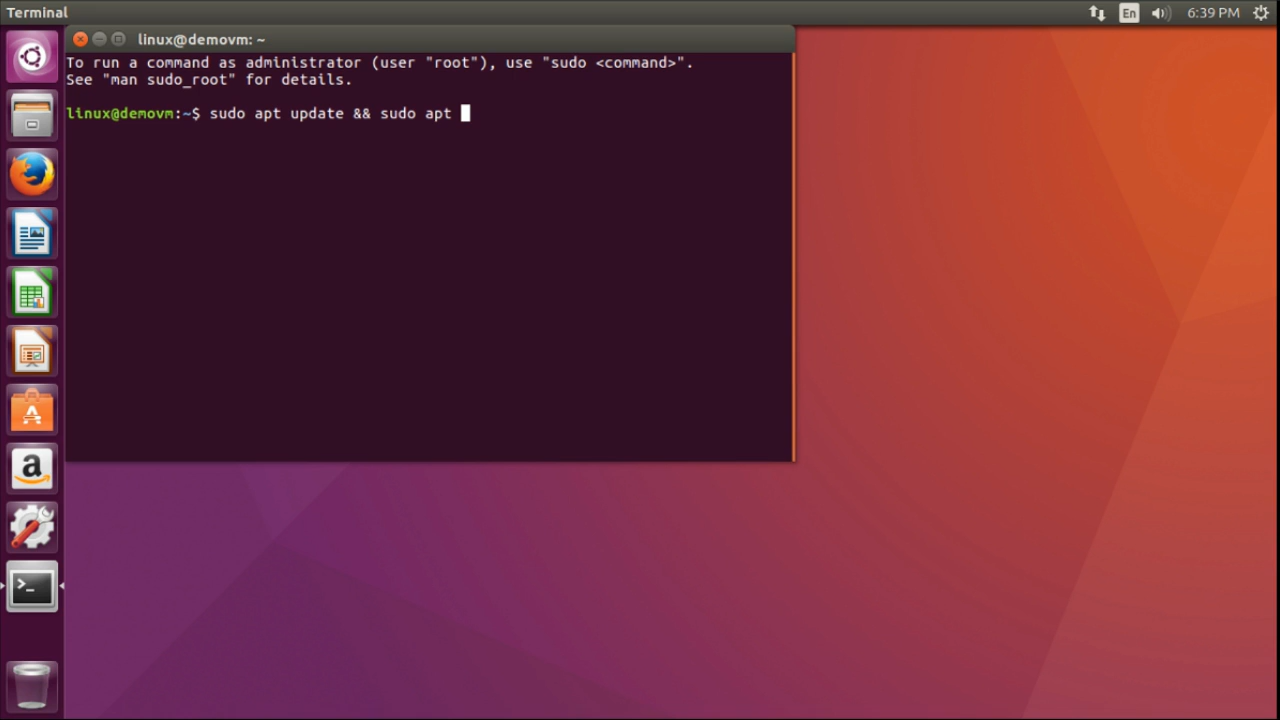 Terminal
En
6:39 PM
linux@demovm: ~
To run a command as administrator (user "root"), use "sudo <command>".
See "man sudo_root" for details.
linux@demovm:~$ sudo apt update && sudo apt